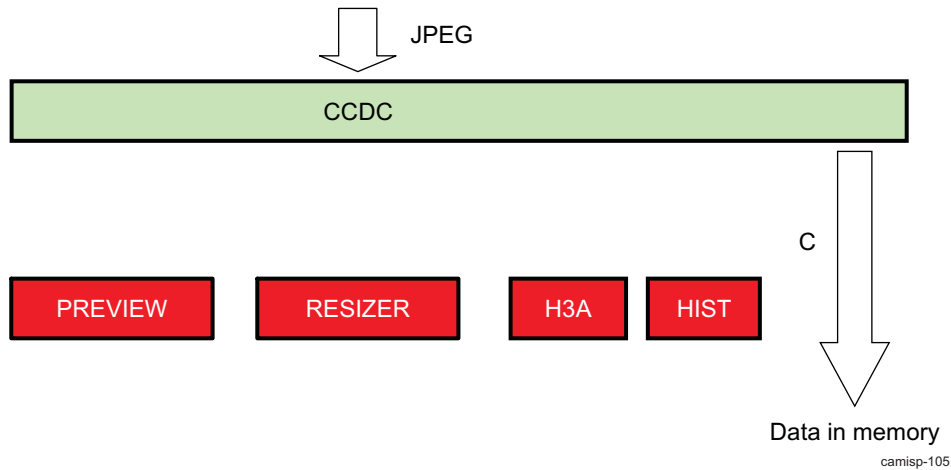 JPEG
CCDC
C
PREVIEW
RESIZER
H3A
HIST
Data in memory
camisp-105